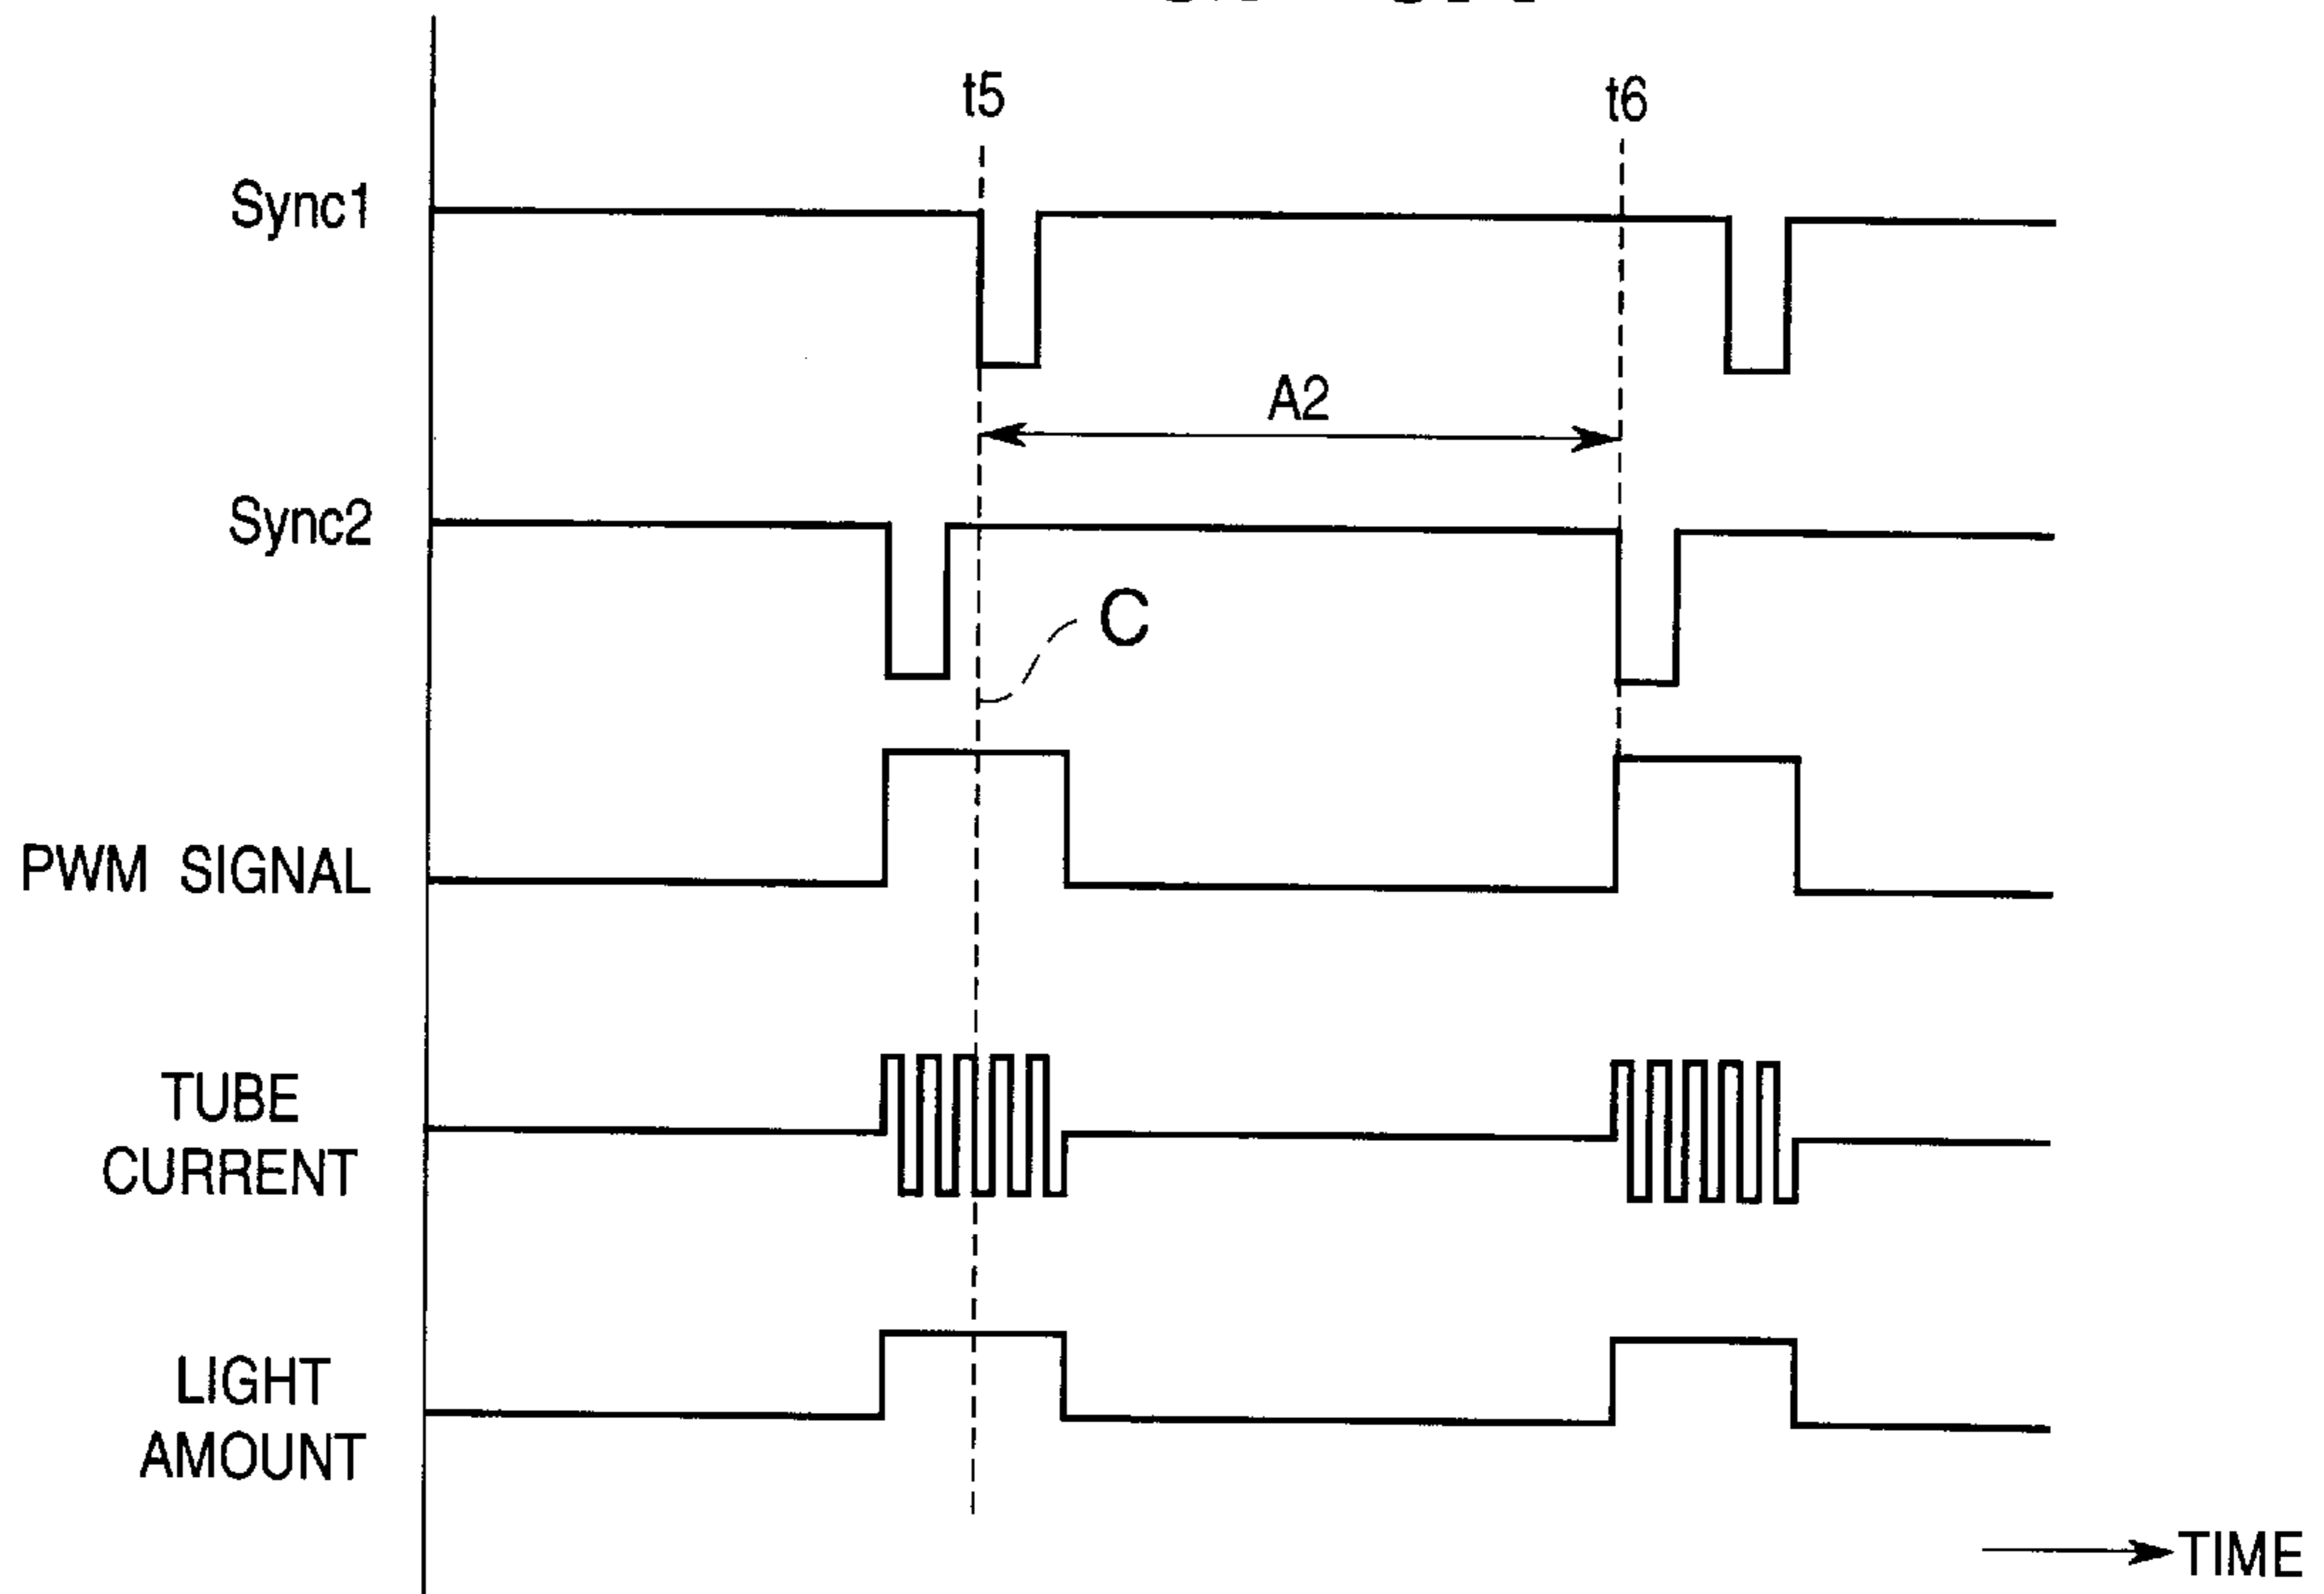 t5
t6
Sync1
A2
Sync2
C
PWM SIGNAL
TUBE
CURRENT
LIGHT
AMOUNT
TIME